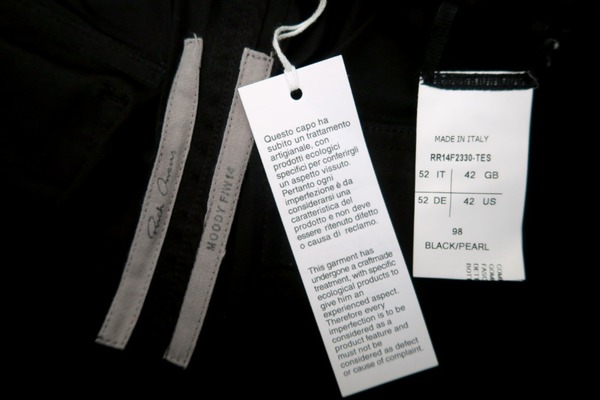 Rick Owens
MOODY F/W14
Questo capo ha
subito un trattamento
artigianale, con
prodotti ecologici
specifici per conferirgli
un aspetto vissuto.
Pertanto ogni
imperfezione è da
considerarsi una
caratteristica del
prodotto e non deve
essere ritenuto difetto
o causa di reclamo.
This garment has
undergone a craftmade
treatment, with specific
ecological products to
give him an
experienced aspect.
Therefore every
imperfection is to be
considered as a
product feature and
must not be
considered as defect
or cause of complaint.
MADE IN ITALY
RR14F2330-TES
52 IT 42 GB
52 DE 42 US
98
BLACK/PEARL